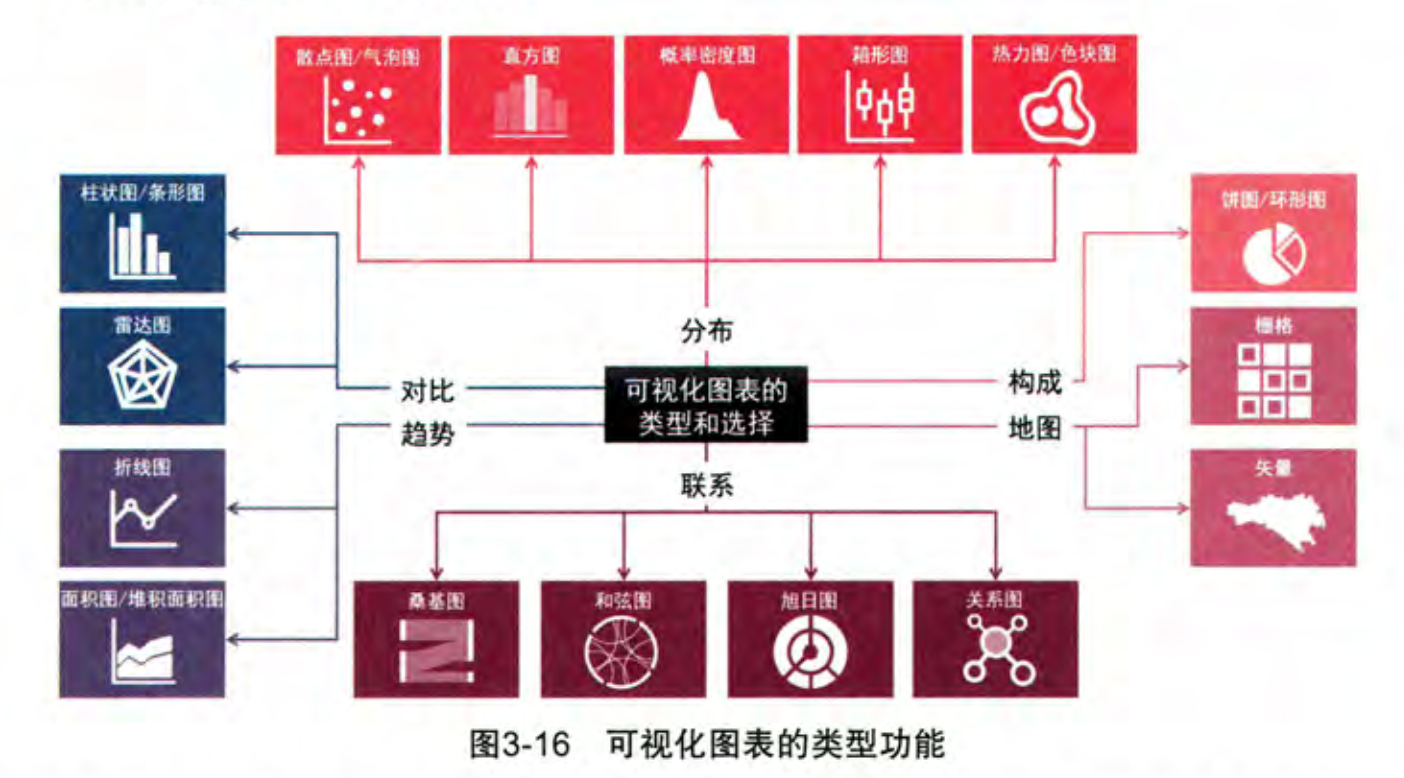 散点图/气泡图
直方图
概率密度图
箱形图
热力图/色块图
柱状图/条形图
饼图/环形图
雷达图
栅格
分布
对比
可视化图表的
类型和选择
构成
趋势
地图
折线图
矢量
联系
面积图/堆积面积图
桑基图
和弦图
旭日图
关系图
图3-16 可视化图表的类型功能